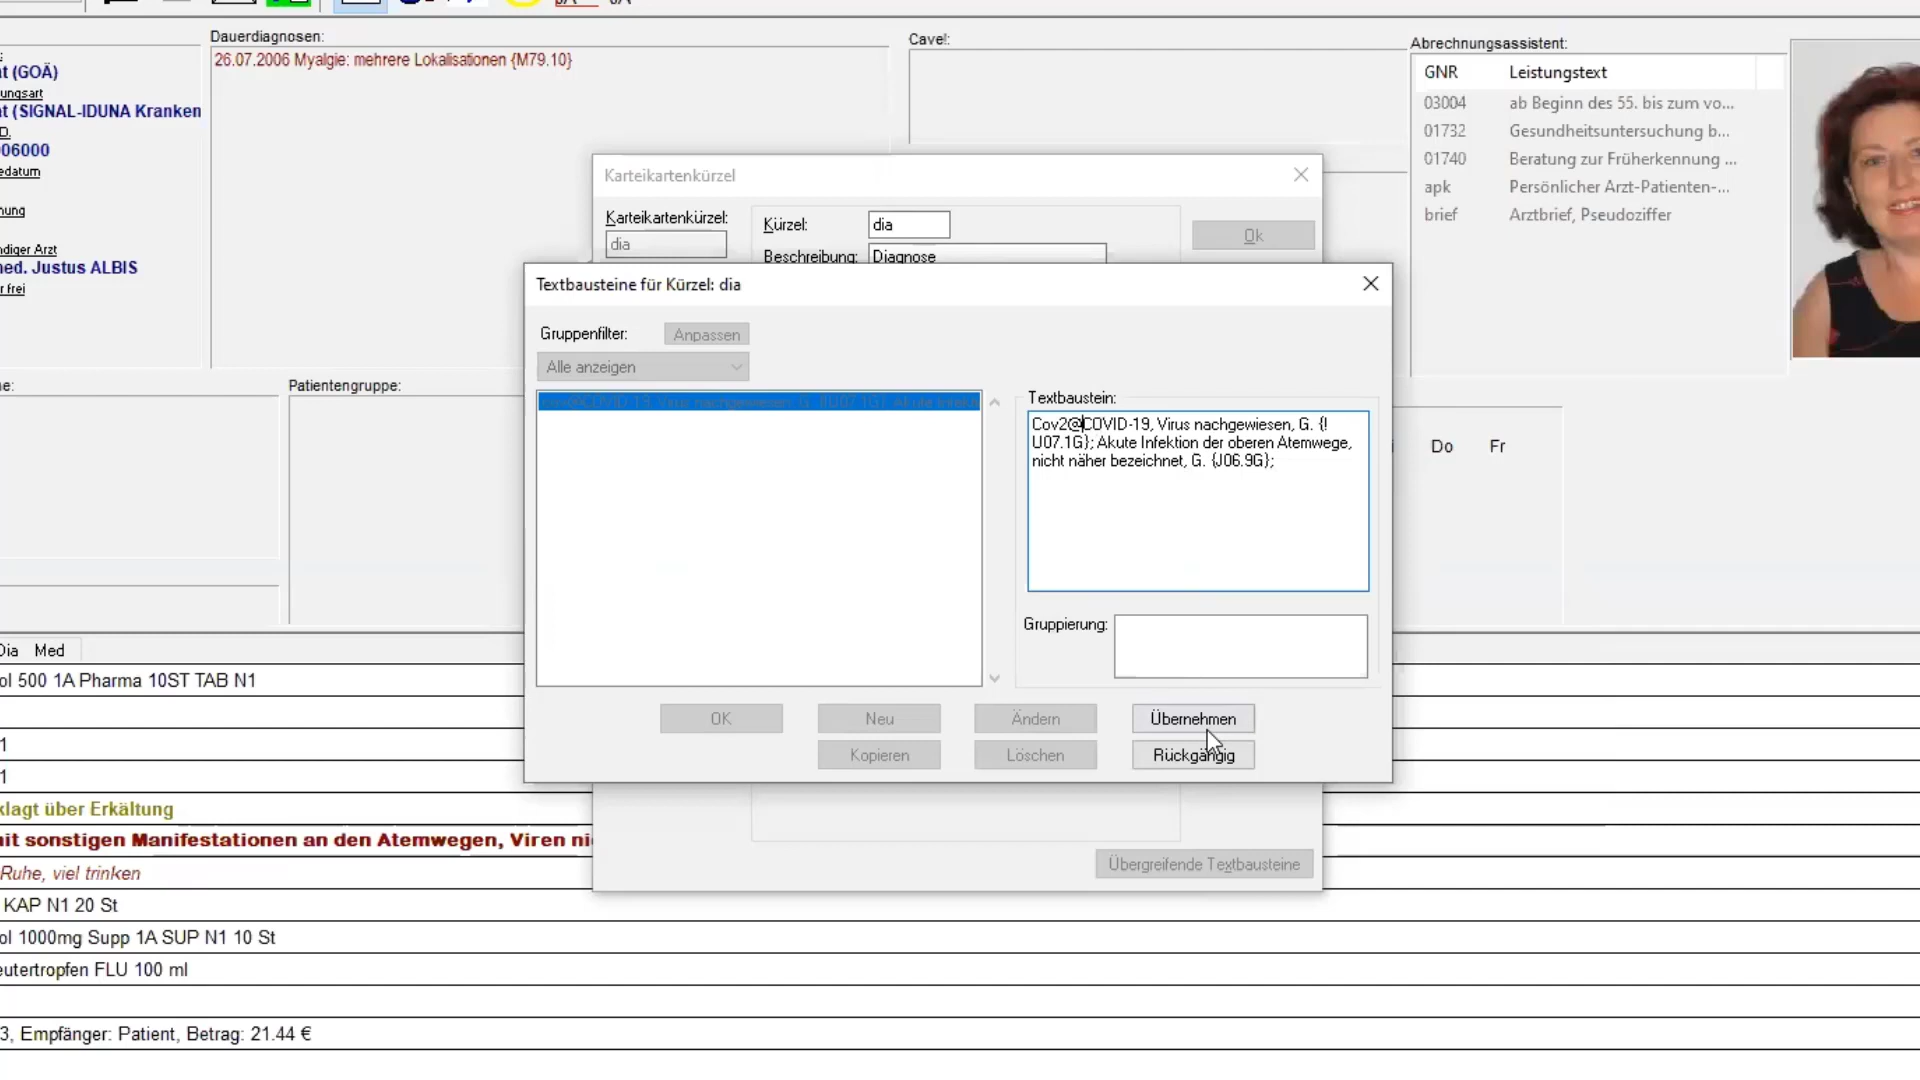 Dauerdiagnosen:
26.07.2006 Myalgie: mehrere Lokalisationen {M79.10}
Cave!:
Abrechnungsassistent:
GNR Leistungstext
03004 ab Beginn des 55. bis zum vo...
01732 Gesundheitsuntersuchung b...
01740 Beratung zur Früherkennung ...
apk Persönlicher Arzt-Patienten-...
brief Arztbrief, Pseudoziffer
t (GOÄ)
ungsart
t (SIGNAL-IDUNA Kranken
D.
06000
edatum
nung
ndiger Arzt
ned. Justus ALBIS
r frei
e:
Patientengruppe:
Do Fr
Karteikartenkürzel
Karteikartenkürzel:
dia
Kürzel: dia
Beschreibung: Diagnose
Ok
Textbausteine für Kürzel: dia
Gruppenfilter: Anpassen
Alle anzeigen
Textbaustein:
Cov2@COVID-19, Virus nachgewiesen, G. {!
U07.1G}; Akute Infektion der oberen Atemwege,
nicht näher bezeichnet, G. {J06.9G};
Gruppierung:
OK Neu Ändern Übernehmen
Kopieren Löschen Rückgängig
Übergreifende Textbausteine
Dia Med
ol 500 1A Pharma 10ST TAB N1
1
1
klagt über Erkältung
nit sonstigen Manifestationen an den Atemwegen, Viren ni
Ruhe, viel trinken
KAP N1 20 St
ol 1000mg Supp 1A SUP N1 10 St
eutertropfen FLU 100 ml
3, Empfänger: Patient, Betrag: 21.44 €